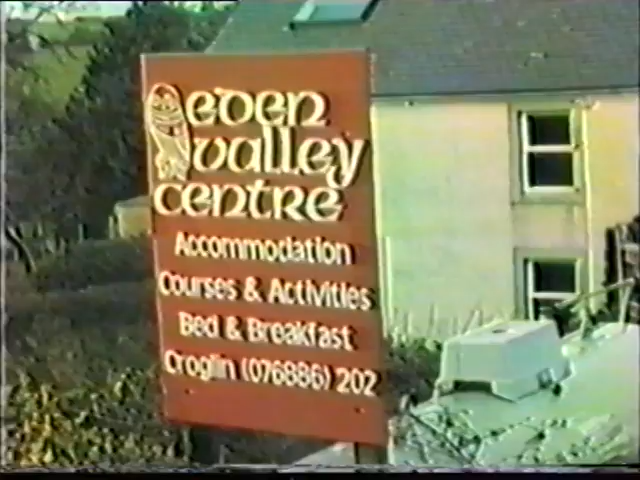 eden
valley
centre
Accommodation
Courses & Activities
Bed & Breakfast
Croglin (076886) 202